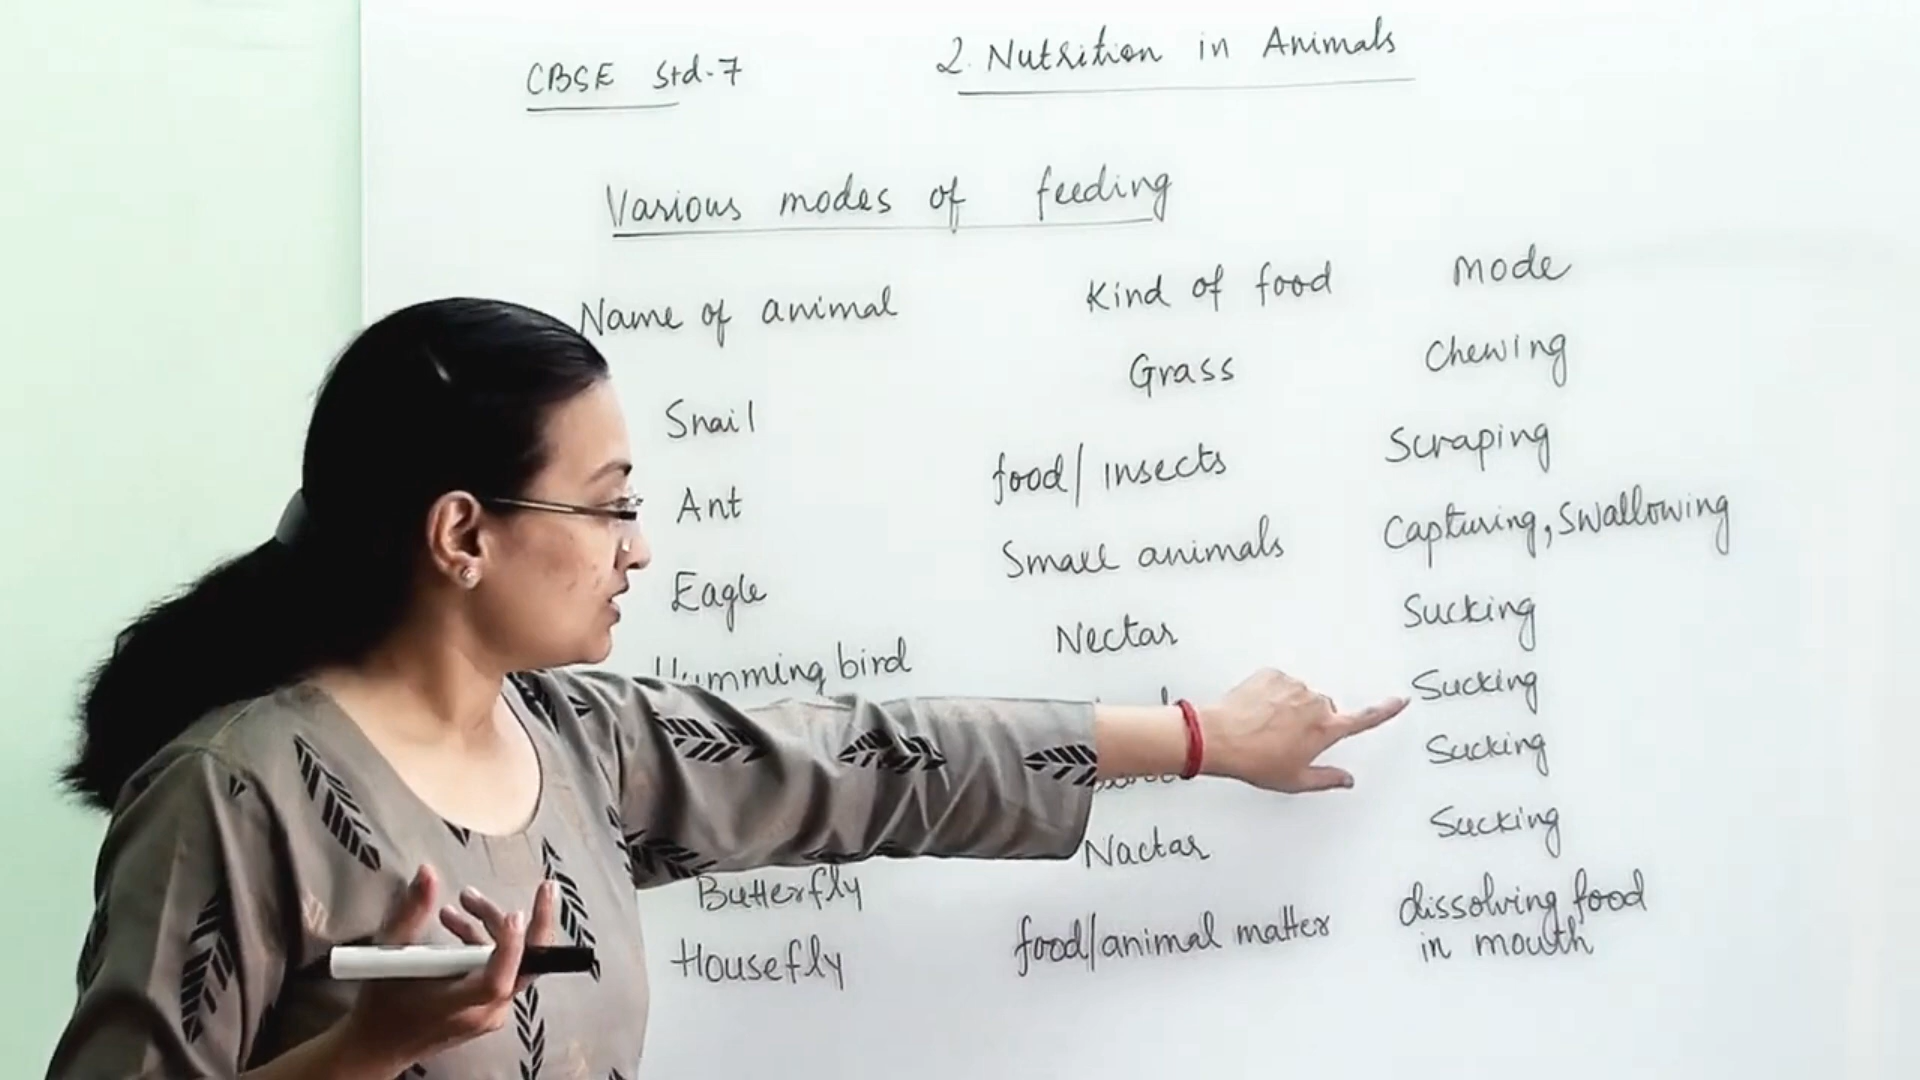 CBSE Std-7 2. Nutrition in Animals
Various modes of feeding
Name of animal Kind of food Mode
Snail Grass Chewing
Ant food/ insects Scraping
Eagle Small animals Capturing, Swallowing
Humming bird Nectar Sucking
Sucking
Sucking
Butterfly Nactar Sucking
Housefly food/animal matter dissolving food
in mouth